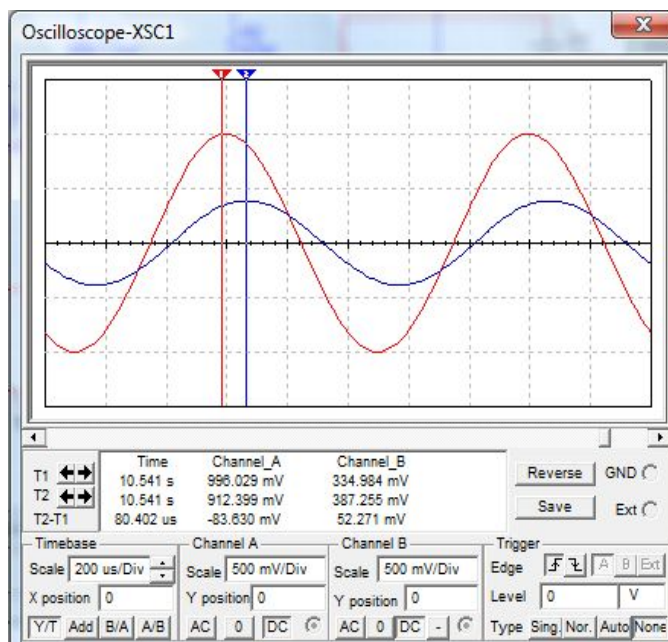 Oscilloscope-XSC1
1 2
Time Channel_A Channel_B
T1 10.541 s 996.029 mV 334.984 mV
T2 10.541 s 912.399 mV 387.255 mV
T2-T1 80.402 us -83.630 mV 52.271 mV
Reverse GND
Save Ext
Timebase Channel A Channel B Trigger
Scale 200 us/Div Scale 500 mV/Div Scale 500 mV/Div Edge A B Ext
X position 0 Y position 0 Y position 0 Level 0 V
Y/T Add B/A A/B AC 0 DC AC 0 DC - Type Sing. Nor. Auto None